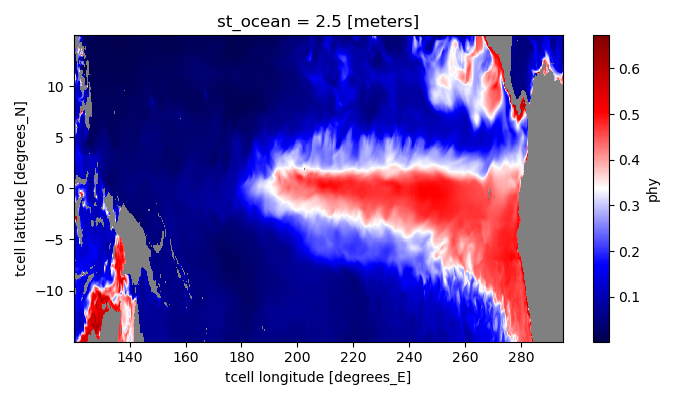 st_ocean = 2.5 [meters]
10
5
0
−5
−10
tcell latitude [degrees_N]
140 160 180 200 220 240 260 280
tcell longitude [degrees_E]
0.6
0.5
0.4
0.3
0.2
0.1
phy